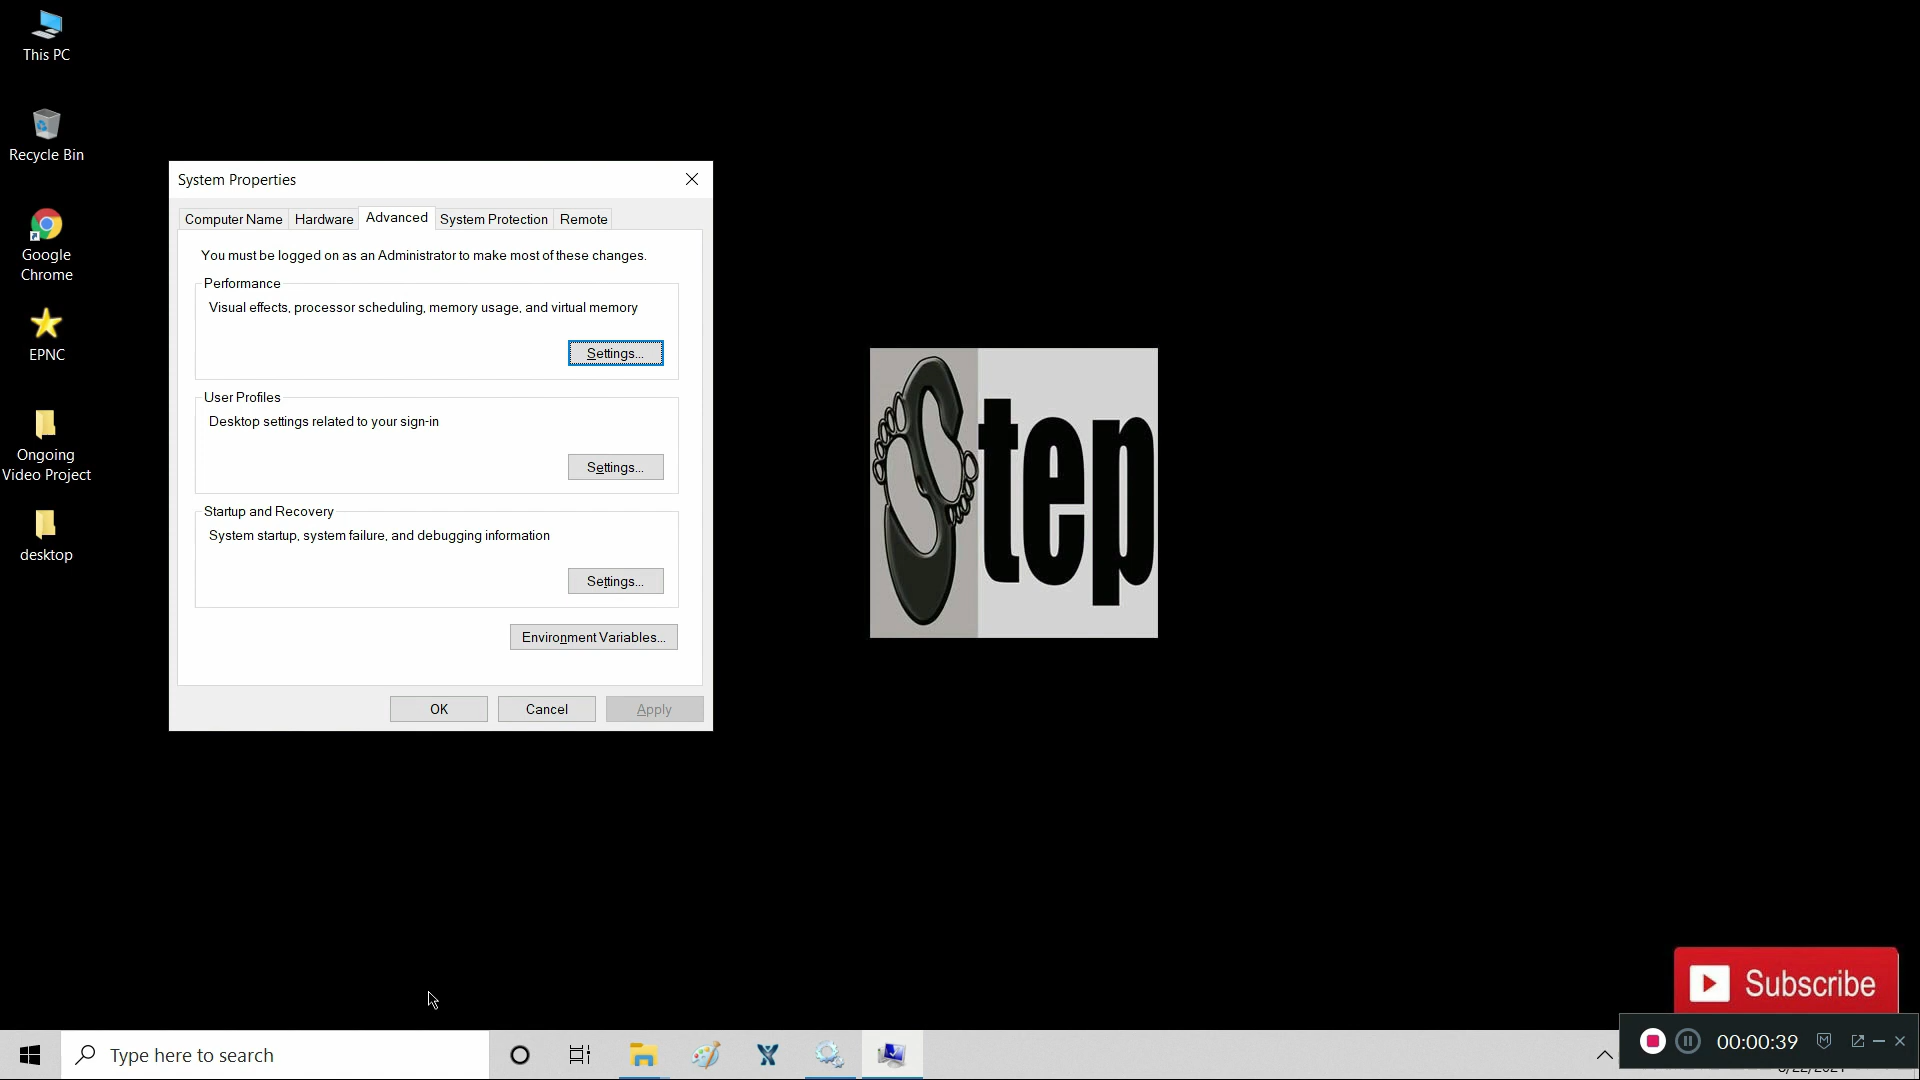 This PC
Recycle Bin
Google
Chrome
EPNC
Ongoing
Video Project
desktop
System Properties
Computer Name Hardware Advanced System Protection Remote
You must be logged on as an Administrator to make most of these changes.
Performance
Visual effects, processor scheduling, memory usage, and virtual memory
Settings...
User Profiles
Desktop settings related to your sign-in
Settings...
Startup and Recovery
System startup, system failure, and debugging information
Settings...
Environment Variables...
OK Cancel Apply
Step
Subscribe
00:00:39
Type here to search